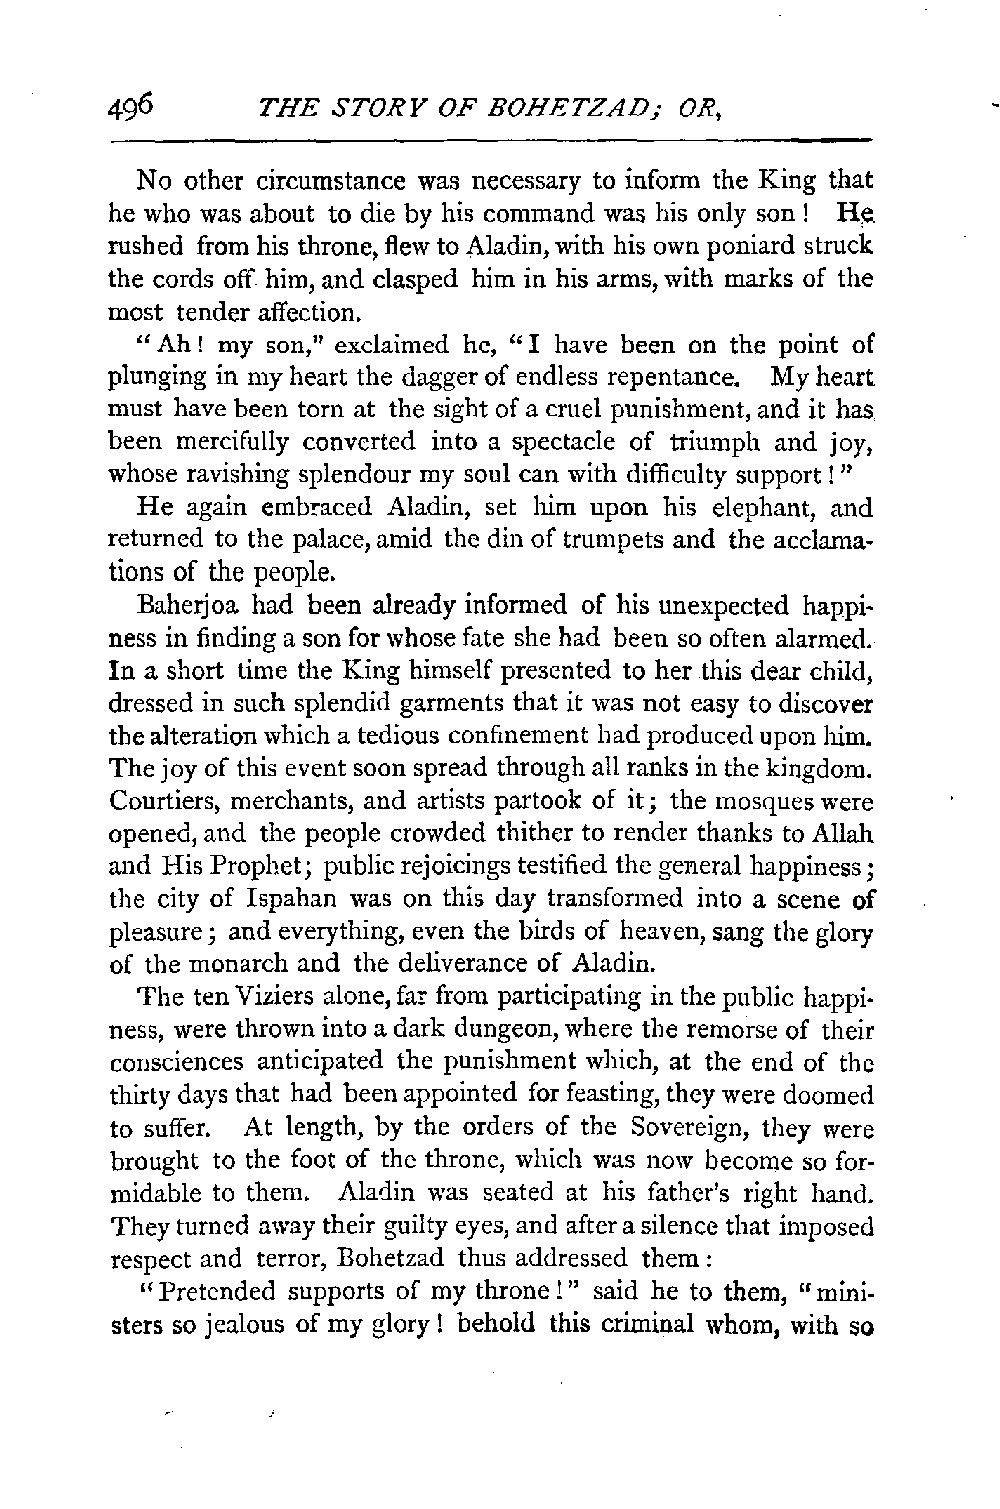 496 THE STORY OF BOHETZAD; OR,
No other circumstance was necessary to inform the King that
he who was about to die by his command was his only son! He
rushed from his throne, flew to Aladin, with his own poniard struck
the cords off him, and clasped him in his arms, with marks of the
most tender affection.
“Ah! my son,” exclaimed he, “I have been on the point of
plunging in my heart the dagger of endless repentance. My heart
must have been torn at the sight of a cruel punishment, and it has
been mercifully converted into a spectacle of triumph and joy,
whose ravishing splendour my soul can with difficulty support!”
He again embraced Aladin, set him upon his elephant, and
returned to the palace, amid the din of trumpets and the acclama-
tions of the people.
Baherjoa had been already informed of his unexpected happi-
ness in finding a son for whose fate she had been so often alarmed.
In a short time the King himself presented to her this dear child,
dressed in such splendid garments that it was not easy to discover
the alteration which a tedious confinement had produced upon him.
The joy of this event soon spread through all ranks in the kingdom.
Courtiers, merchants, and artists partook of it; the mosques were
opened, and the people crowded thither to render thanks to Allah
and His Prophet; public rejoicings testified the general happiness;
the city of Ispahan was on this day transformed into a scene of
pleasure; and everything, even the birds of heaven, sang the glory
of the monarch and the deliverance of Aladin.
The ten Viziers alone, far from participating in the public happi-
ness, were thrown into a dark dungeon, where the remorse of their
consciences anticipated the punishment which, at the end of the
thirty days that had been appointed for feasting, they were doomed
to suffer. At length, by the orders of the Sovereign, they were
brought to the foot of the throne, which was now become so for-
midable to them. Aladin was seated at his father's right hand.
They turned away their guilty eyes, and after a silence that imposed
respect and terror, Bohetzad thus addressed them:
“Pretended supports of my throne!” said he to them, “mini-
sters so jealous of my glory! behold this criminal whom, with so